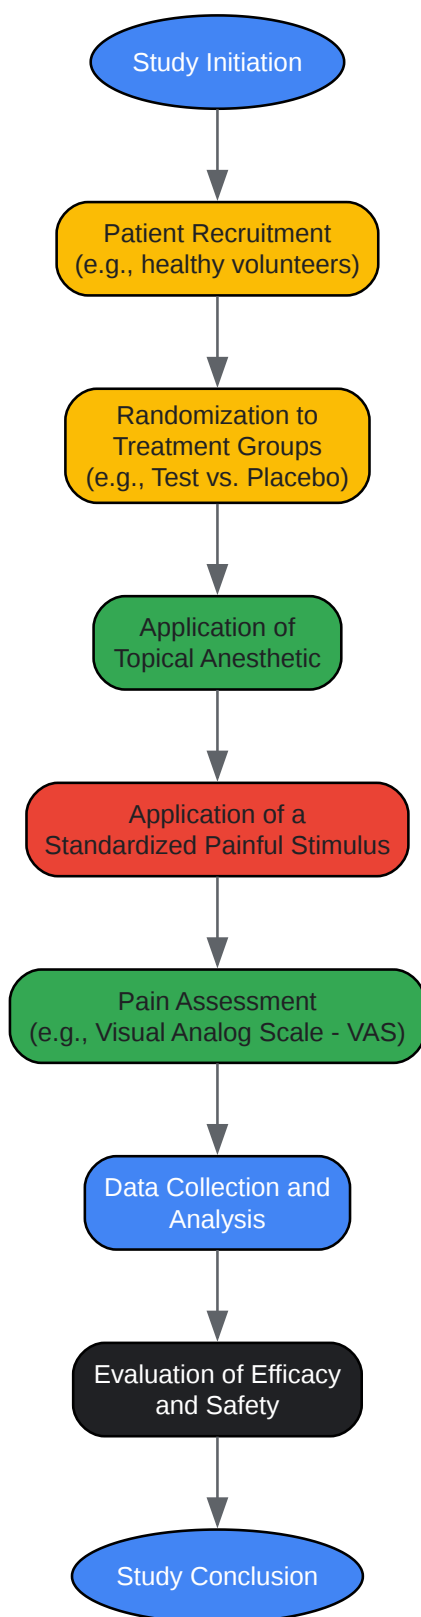 Study Initiation
Patient Recruitment
(e.g., healthy volunteers)
Randomization to
Treatment Groups
(e.g., Test vs. Placebo)
Application of
Topical Anesthetic
Application of a
Standardized Painful Stimulus
Pain Assessment
(e.g., Visual Analog Scale - VAS)
Data Collection and
Analysis
Evaluation of Efficacy
and Safety
Study Conclusion